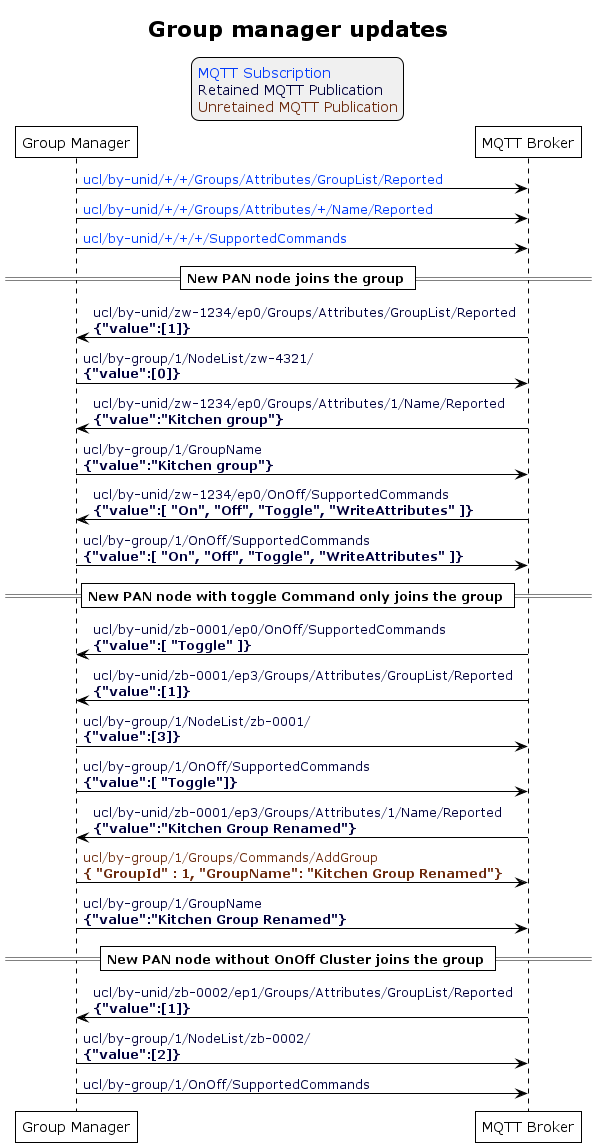 Group manager updates
MQTT Subscription
Retained MQTT Publication
Unretained MQTT Publication
Group Manager
MQTT Broker
ucl/by-unid/+/+/Groups/Attributes/GroupList/Reported
ucl/by-unid/+/+/Groups/Attributes/+/Name/Reported
ucl/by-unid/+/+/+/SupportedCommands
New PAN node joins the group
ucl/by-unid/zw-1234/ep0/Groups/Attributes/GroupList/Reported
{"value":[1]}
ucl/by-group/1/NodeList/zw-4321/
{"value":[0]}
ucl/by-unid/zw-1234/ep0/Groups/Attributes/1/Name/Reported
{"value":"Kitchen group"}
ucl/by-group/1/GroupName
{"value":"Kitchen group"}
ucl/by-unid/zw-1234/ep0/OnOff/SupportedCommands
{"value":[ "On", "Off", "Toggle", "WriteAttributes" ]}
ucl/by-group/1/OnOff/SupportedCommands
{"value":[ "On", "Off", "Toggle", "WriteAttributes" ]}
New PAN node with toggle Command only joins the group
ucl/by-unid/zb-0001/ep0/OnOff/SupportedCommands
{"value":[ "Toggle" ]}
ucl/by-unid/zb-0001/ep3/Groups/Attributes/GroupList/Reported
{"value":[1]}
ucl/by-group/1/NodeList/zb-0001/
{"value":[3]}
ucl/by-group/1/OnOff/SupportedCommands
{"value":[ "Toggle"]}
ucl/by-unid/zb-0001/ep3/Groups/Attributes/1/Name/Reported
{"value":"Kitchen Group Renamed"}
ucl/by-group/1/Groups/Commands/AddGroup
{ "GroupId" : 1, "GroupName": "Kitchen Group Renamed"}
ucl/by-group/1/GroupName
{"value":"Kitchen Group Renamed"}
New PAN node without OnOff Cluster joins the group
ucl/by-unid/zb-0002/ep1/Groups/Attributes/GroupList/Reported
{"value":[1]}
ucl/by-group/1/NodeList/zb-0002/
{"value":[2]}
ucl/by-group/1/OnOff/SupportedCommands
Group Manager
MQTT Broker